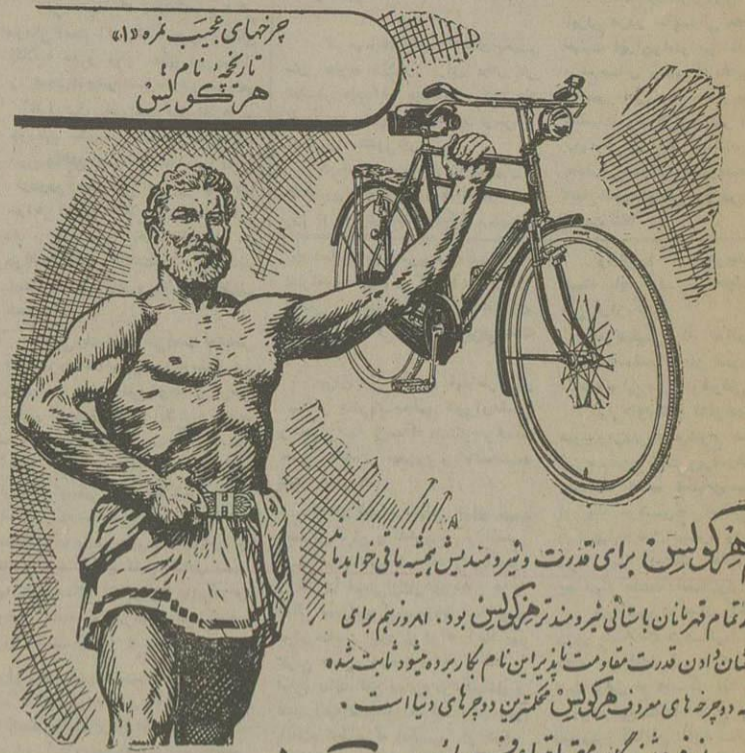 چرخهای عجیب نمره «۱»
تاریخچه نام :
هرکولس
هرکولس برای قدرت و نیرومندیش همیشه باقی خواهد ماند
تمام قهرمانان باستانی نیرومندتر هرکولس بود . امروز هم برای
دادن قدرت مقاومت ناپذیر این نام بکار برده میشود ثابت شده
دوچرخه های معروف هرکولس محکمترین دوچرخه های دنیا است .
H